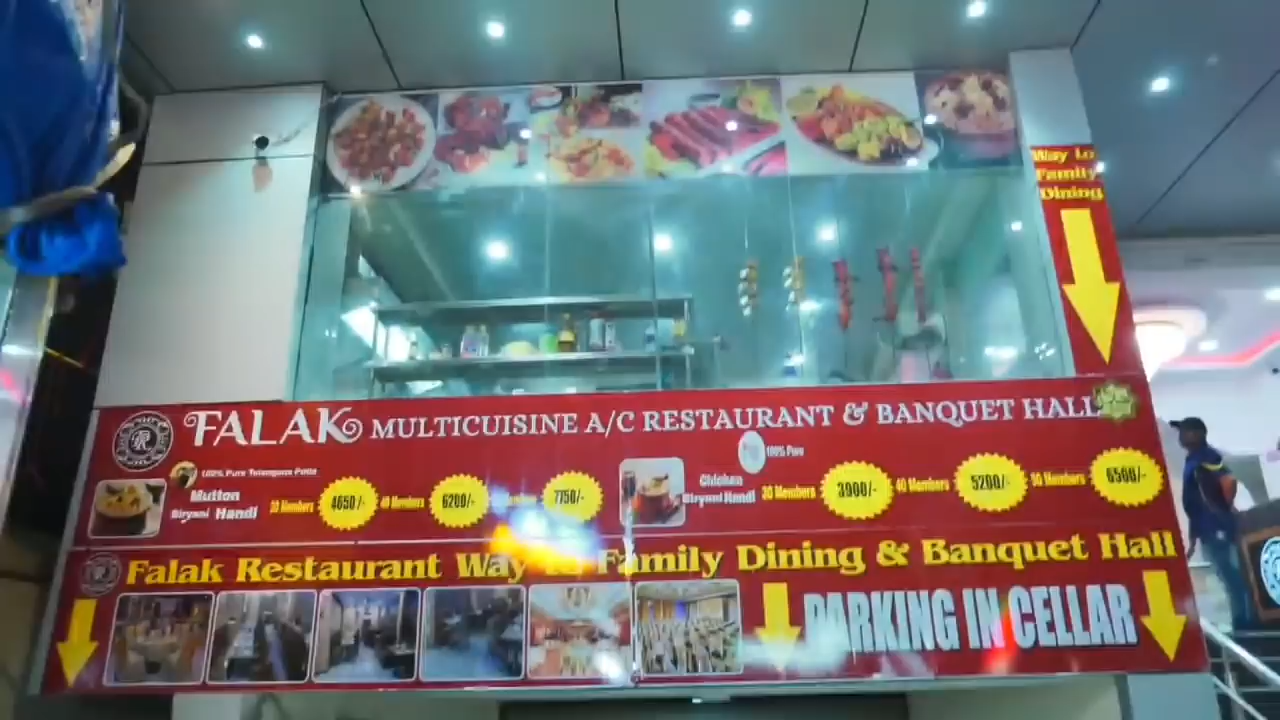 Way to
Family
Dining
FALAK MULTICUISINE A/C RESTAURANT & BANQUET HALL
100% Pure Telangana Potla
Mutton
Biryani Handi
30 Members 4650/- 40 Members 6200/- 7750/-
100% Pure
Chicken
Biryani Handi
30 Members 3900/- 40 Members 5200/- 50 Members 6500/-
Falak Restaurant Way to Family Dining & Banquet Hall
PARKING IN CELLAR